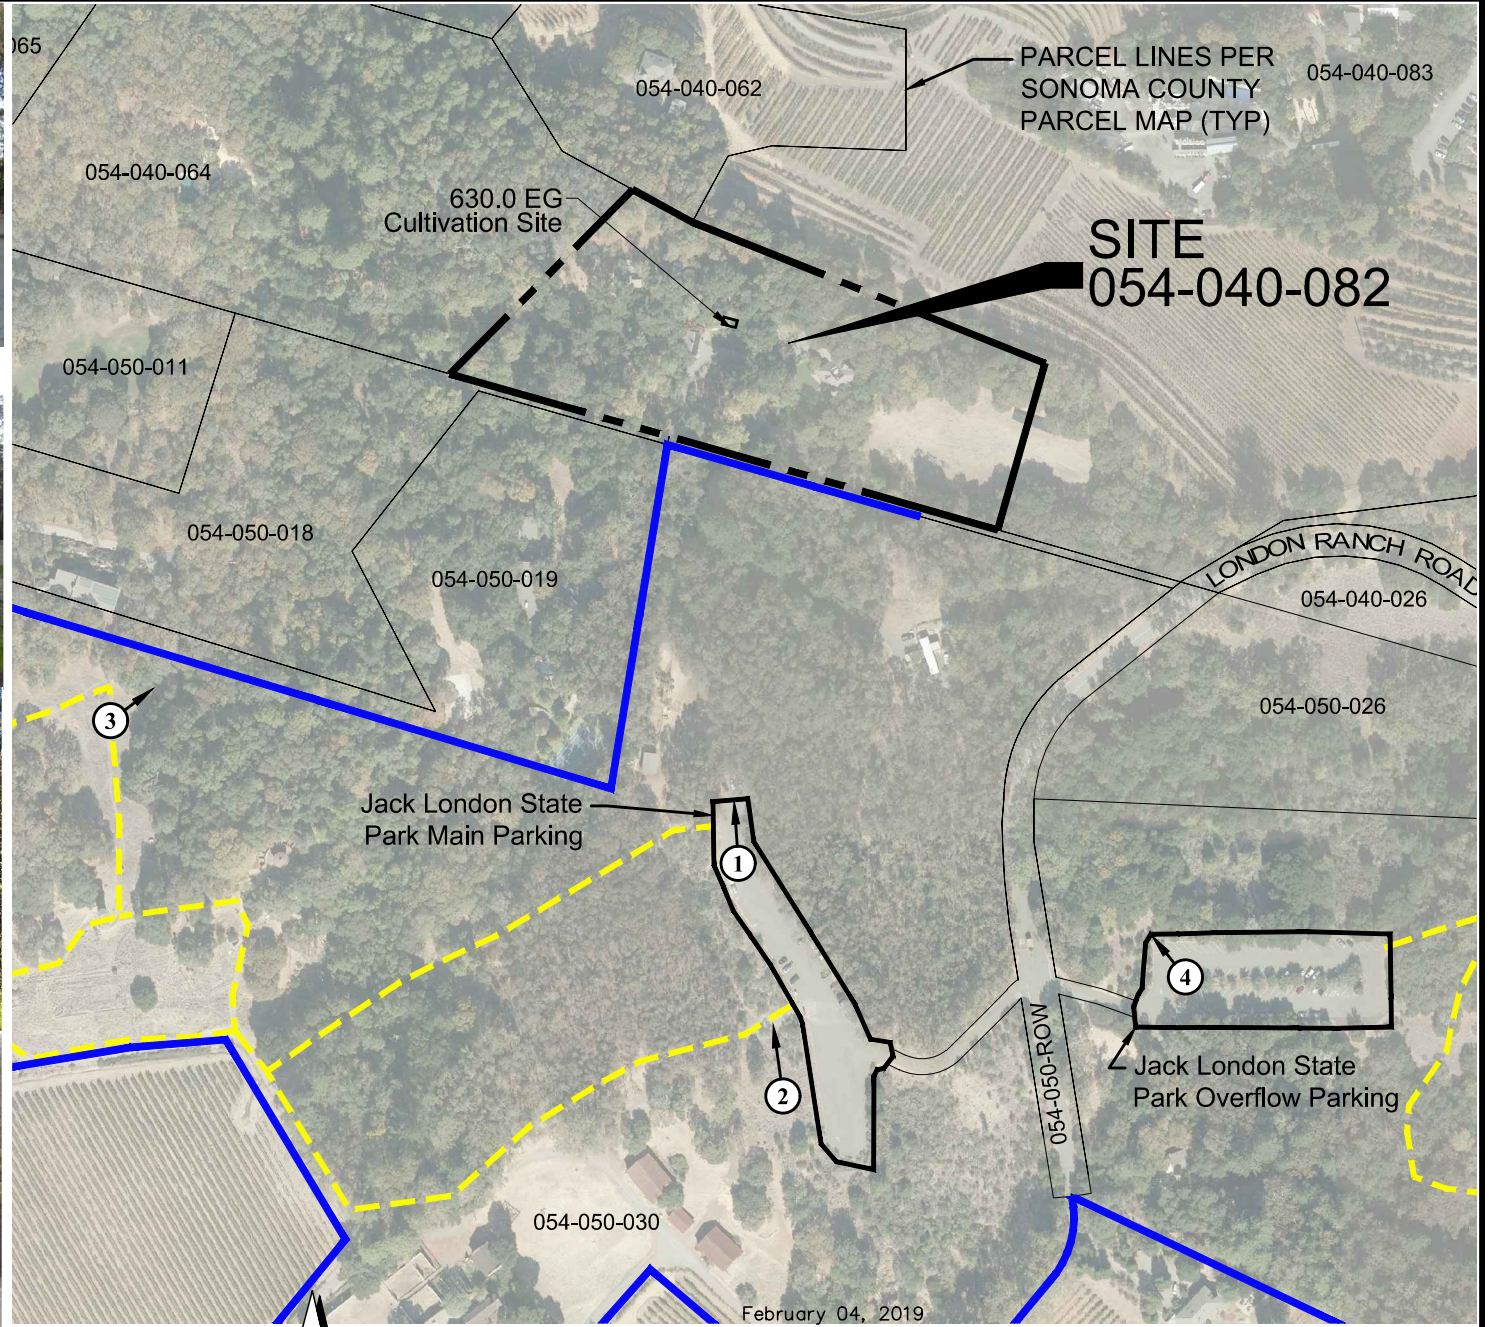 065
054-040-062
PARCEL LINES PER
SONOMA COUNTY
PARCEL MAP (TYP)
054-040-083
054-040-064
630.0 EG
Cultivation Site
SITE
054-040-082
054-050-011
054-050-018
054-050-019
LONDON RANCH ROAD
054-040-026
054-050-026
3
Jack London State
Park Main Parking
1
4
2
054-050-ROW
Jack London State
Park Overflow Parking
054-050-030
February 04, 2019